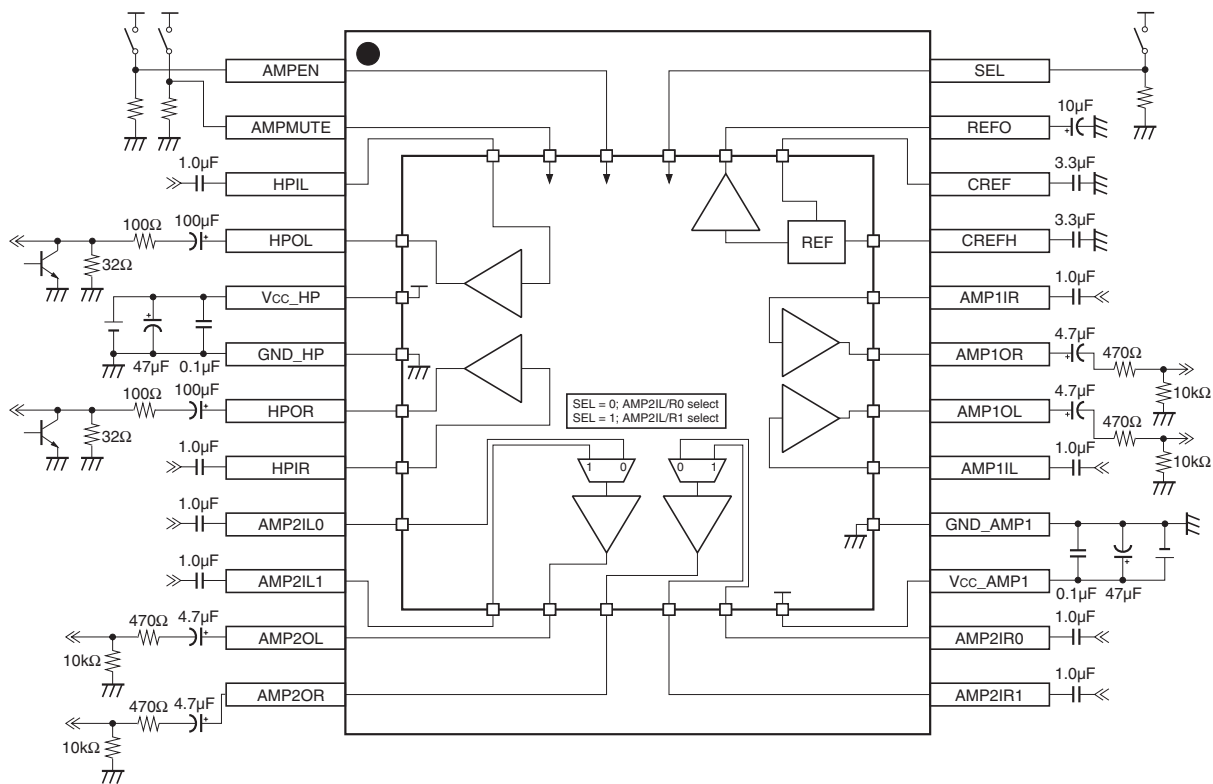 AMPEN
SEL
10µF
AMPMUTE
REFO
1.0µF
3.3µF
HPIL
CREF
100Ω
100µF
3.3µF
HPOL
REF
CREFH
32Ω
1.0µF
VCC_HP
AMP1IR
4.7µF
470Ω
47µF
0.1µF
GND_HP
AMP1OR
100Ω
100µF
10kΩ
4.7µF
HPOR
SEL = 0; AMP2IL/R0 select
SEL = 1; AMP2IL/R1 select
AMP1OL
470Ω
32Ω
1.0µF
1.0µF
HPIR
1 0
0 1
AMP1IL
10kΩ
1.0µF
AMP2IL0
GND_AMP1
1.0µF
AMP2IL1
VCC_AMP1
0.1µF
47µF
470Ω
4.7µF
1.0µF
AMP2OL
AMP2IR0
10kΩ
1.0µF
470Ω
4.7µF
AMP2OR
AMP2IR1
10kΩ